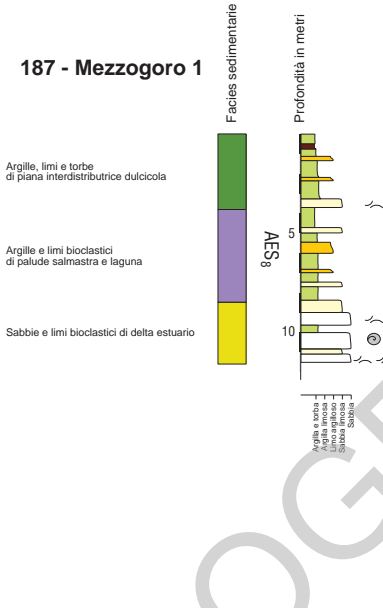 187 - Mezzogoro 1
Facies sedimentarie
Profondità in metri
Argille, limi e torbe
di piana interdistributrice dulcicola
Argille e limi bioclastici
di palude salmastra e laguna
Sabbie e limi bioclastici di delta estuario
AES8
5
10
Argilla e torba
Argilla limosa
Limo argilloso
Sabbia limosa
Sabbia
OG